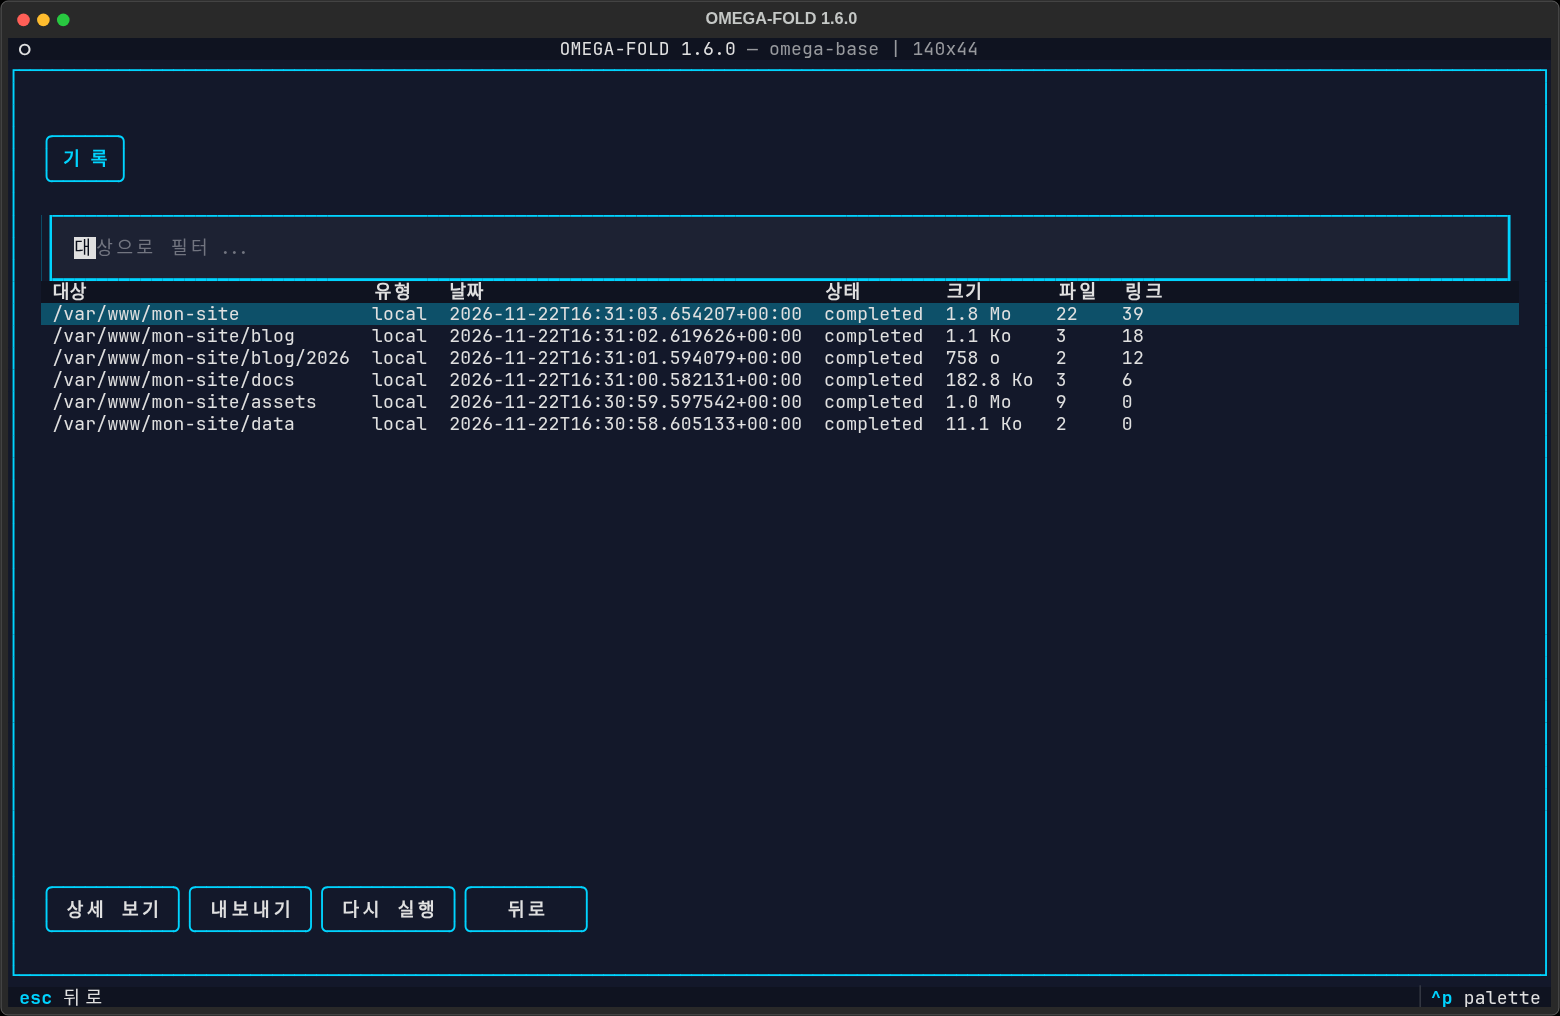 OMEGA-FOLD 1.6.0
OMEGA-FOLD 1.6.0 — omega-base | 140x44
기록
대상으로 필터 ...
대상 유형 날짜 상태 크기 파일 링크
/var/www/mon-site local 2026-11-22T16:31:03.654207+00:00 completed 1.8 Mo 22 39
/var/www/mon-site/blog local 2026-11-22T16:31:02.619626+00:00 completed 1.1 Ko 3 18
/var/www/mon-site/blog/2026 local 2026-11-22T16:31:01.594079+00:00 completed 758 o 2 12
/var/www/mon-site/docs local 2026-11-22T16:31:00.582131+00:00 completed 182.8 Ko 3 6
/var/www/mon-site/assets local 2026-11-22T16:30:59.597542+00:00 completed 1.0 Mo 9 0
/var/www/mon-site/data local 2026-11-22T16:30:58.605133+00:00 completed 11.1 Ko 2 0
상세 보기 내보내기 다시 실행 뒤로
esc 뒤로 ^p palette